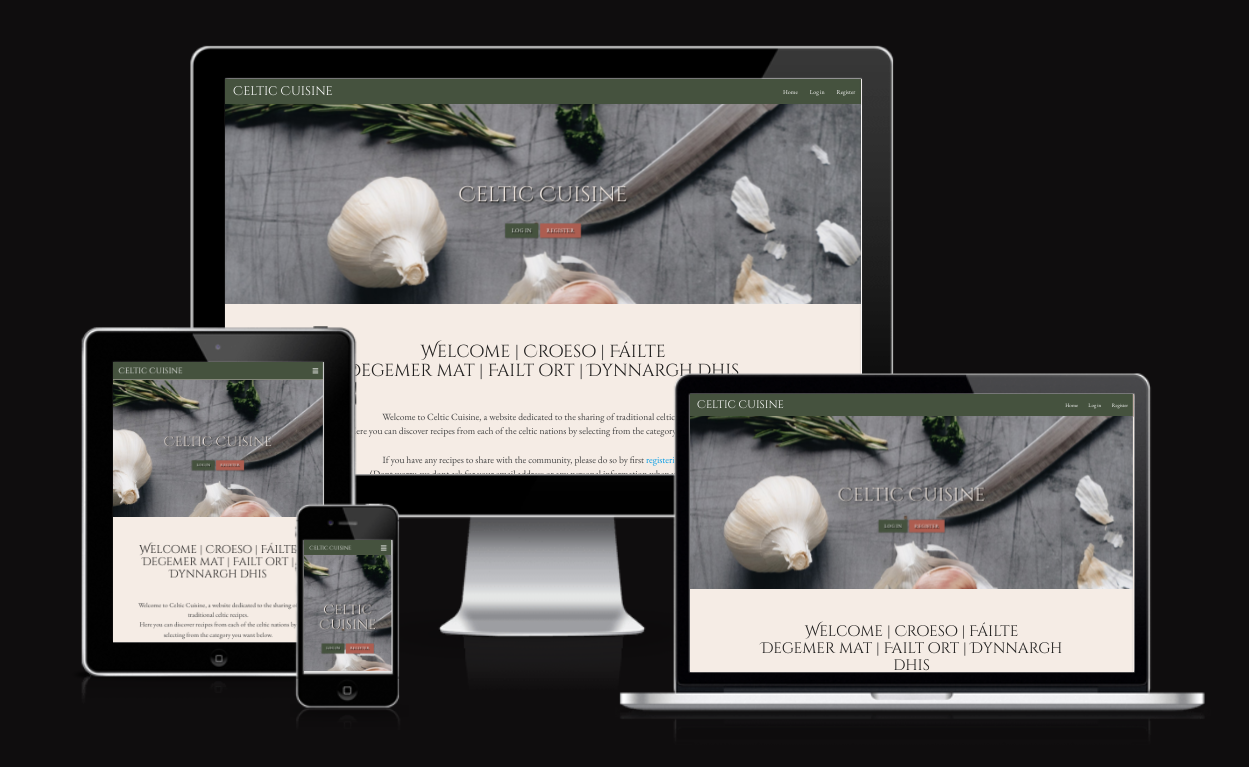 CELTIC CUISINE
Home Log in Register
CELTIC CUISINE
LOG IN REGISTER
WELCOME | CROESO | FÁILTE
DEGEMER MAT | FAILT ORT | DYNNARGH DHIS
Welcome to Celtic Cuisine, a website dedicated to the sharing of traditional celtic
you can discover recipes from each of the celtic nations by selecting from the category
If you have any recipes to share with the community, please do so by first
CELTIC CUISINE
CELTIC CUISINE
LOG IN REGISTER
WELCOME | CROESO | FÁILTE
DEGEMER MAT | FAILT ORT |
DYNNARGH DHIS
Welcome to Celtic Cuisine, a website dedicated to the sharing of
traditional celtic recipes.
Here you can discover recipes from each of the celtic nations by
selecting from the category you want below.
CELTIC CUISINE
CELTIC
CUISINE
LOG IN REGISTER
CELTIC CUISINE
Home Log in Register
CELTIC CUISINE
LOG IN REGISTER
WELCOME | CROESO | FÁILTE
DEGEMER MAT | FAILT ORT | DYNNARGH
DHIS